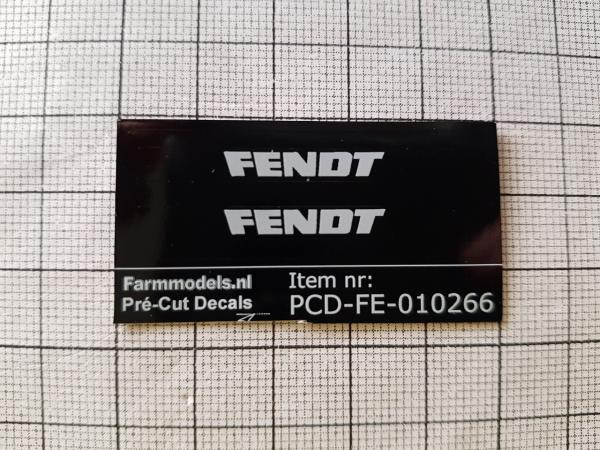 FENDT
FENDT
Farmmodels.nl
Pré-Cut Decals
Item nr:
PCD-FE-010266